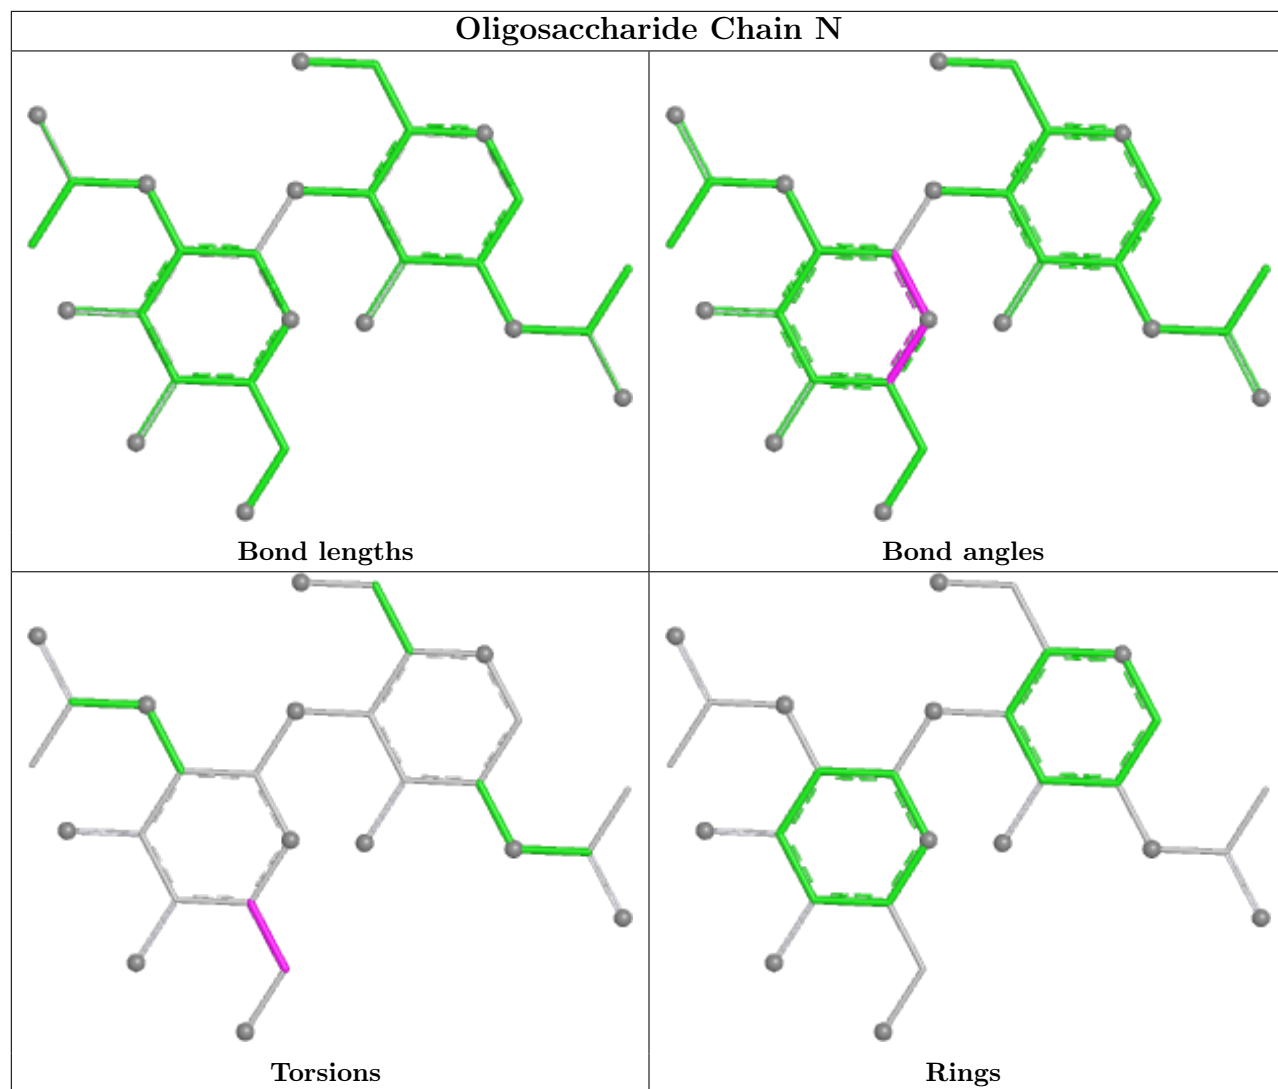 Oligosaccharide Chain N
Bond lengths
Bond angles
Torsions
Rings